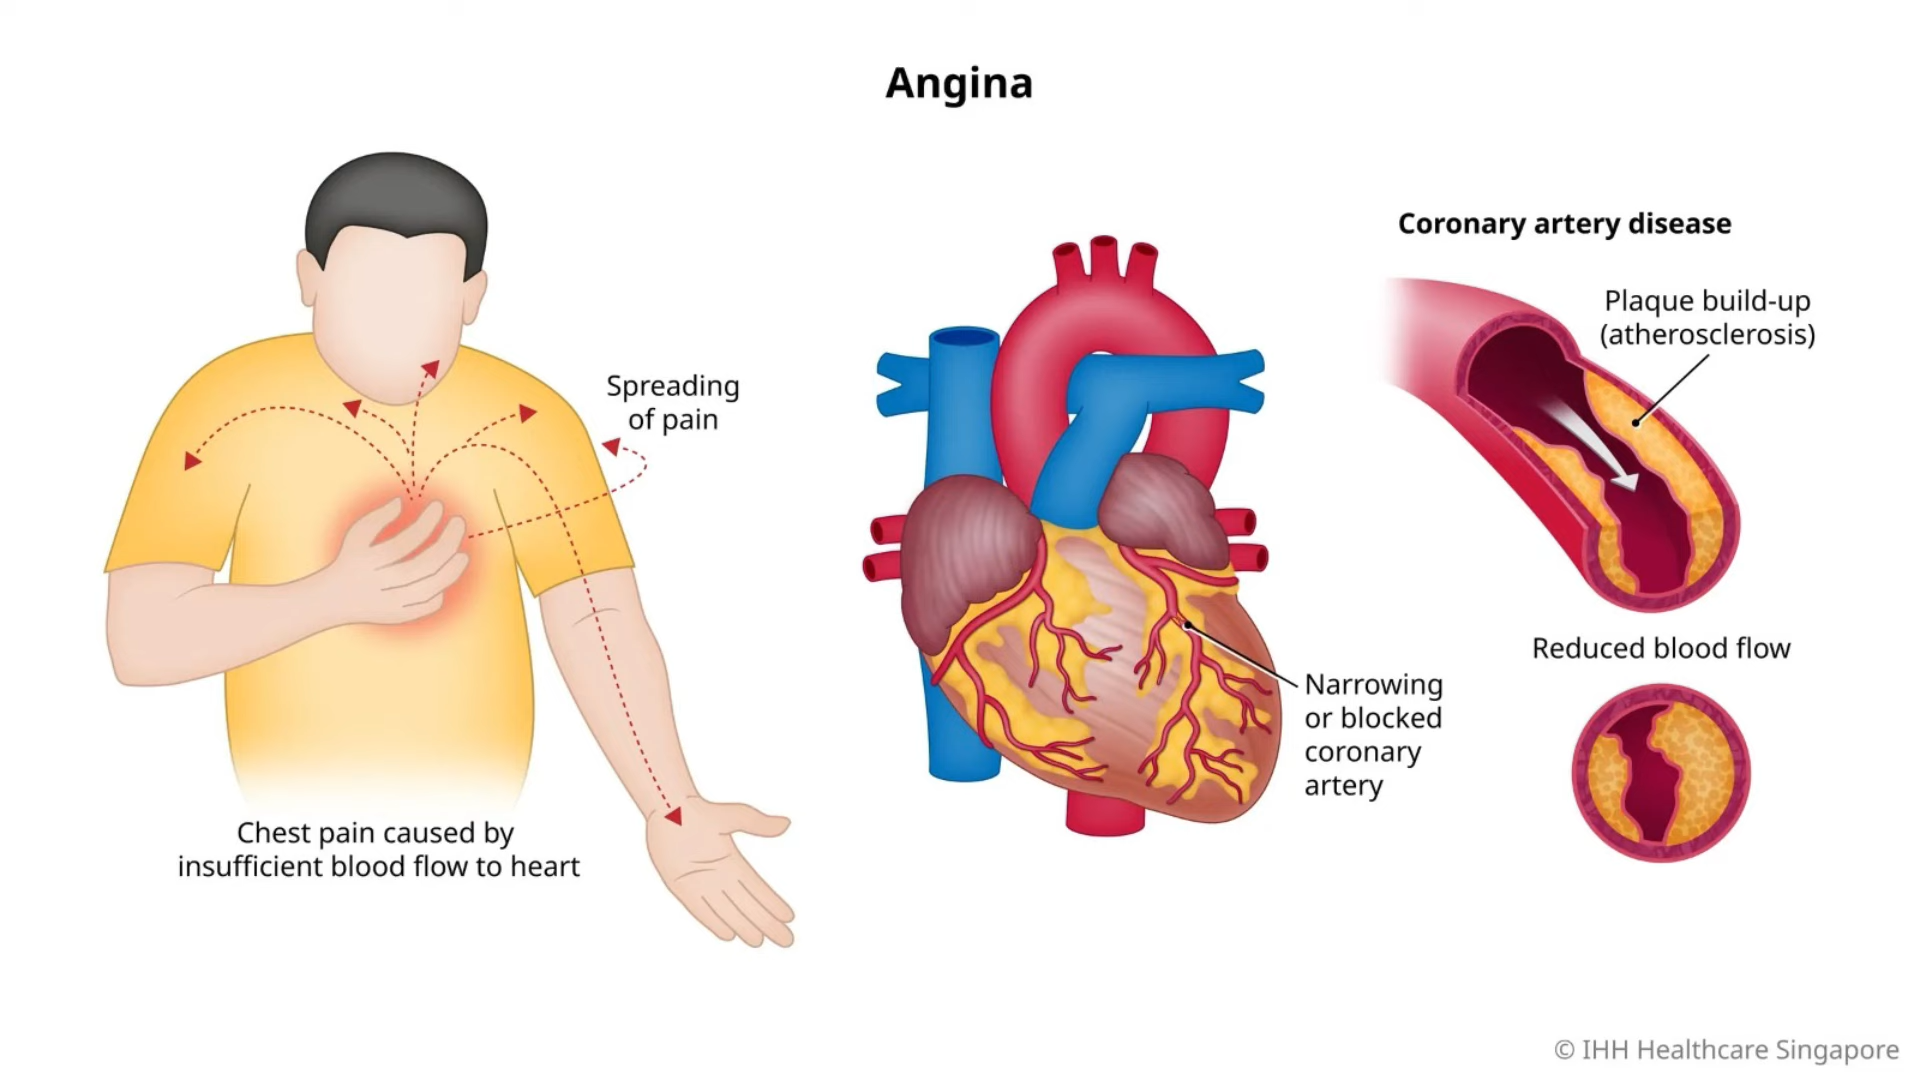 Angina
Spreading
of pain
Chest pain caused by
insufficient blood flow to heart
Narrowing
or blocked
coronary
artery
Coronary artery disease
Plaque build-up
(atherosclerosis)
Reduced blood flow
© IHH Healthcare Singapore